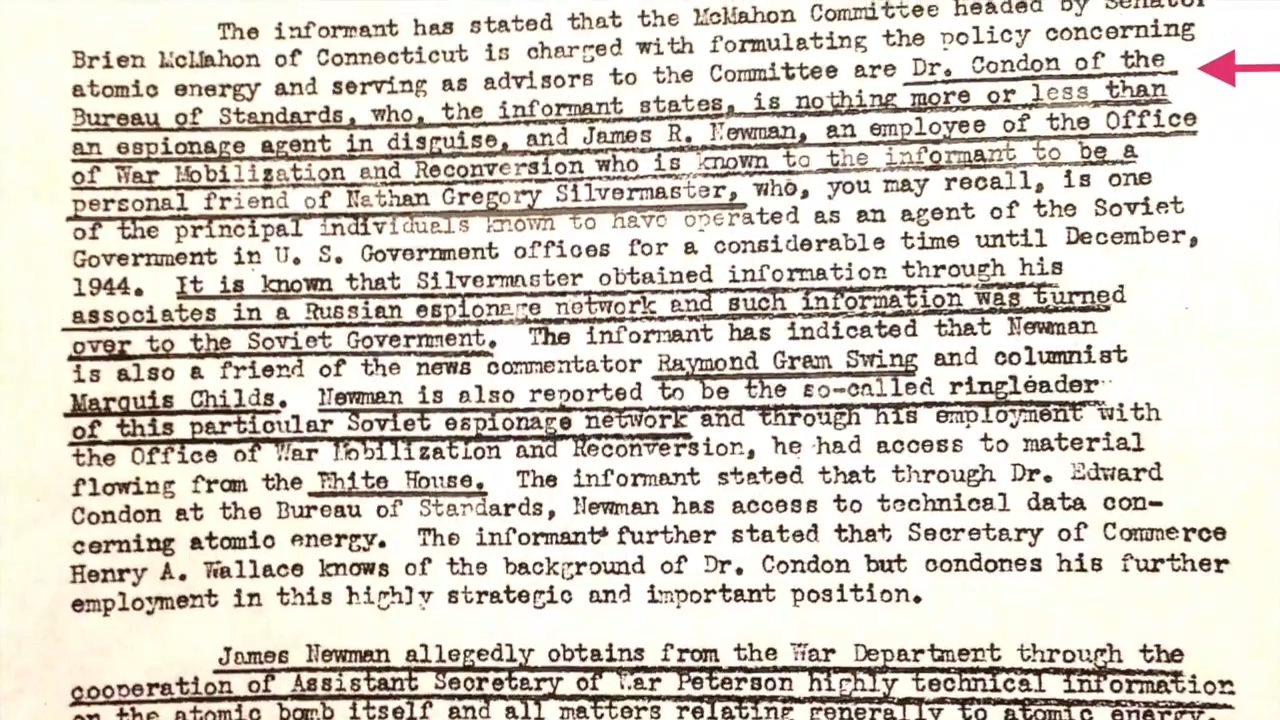 The informant has stated that the McMahon Committee headed by Senator
Brien McMahon of Connecticut is charged with formulating the policy concerning
atomic energy and serving as advisors to the Committee are Dr. Condon of the
Bureau of Standards, who, the informant states, is nothing more or less than
an espionage agent in disguise, and James R. Newman, an employee of the Office
of War Mobilization and Reconversion who is known to the informant to be a
personal friend of Nathan Gregory Silvermaster, who, you may recall, is one
of the principal individuals known to have operated as an agent of the Soviet
Government in U. S. Government offices for a considerable time until December,
1944. It is known that Silvermaster obtained information through his
associates in a Russian espionage network and such information was turned
over to the Soviet Government. The informant has indicated that Newman
is also a friend of the news commentator Raymond Gram Swing and columnist
Marquis Childs. Newman is also reported to be the so-called ringleader
of this particular Soviet espionage network and through his employment with
the Office of War Mobilization and Reconversion, he had access to material
flowing from the White House. The informant stated that through Dr. Edward
Condon at the Bureau of Standards, Newman has access to technical data con-
cerning atomic energy. The informant further stated that Secretary of Commerce
Henry A. Wallace knows of the background of Dr. Condon but condones his further
employment in this highly strategic and important position.
James Newman allegedly obtains from the War Department through the
cooperation of Assistant Secretary of War Peterson highly technical information
on the atomic bomb itself and all matters relating generally to atomic energy